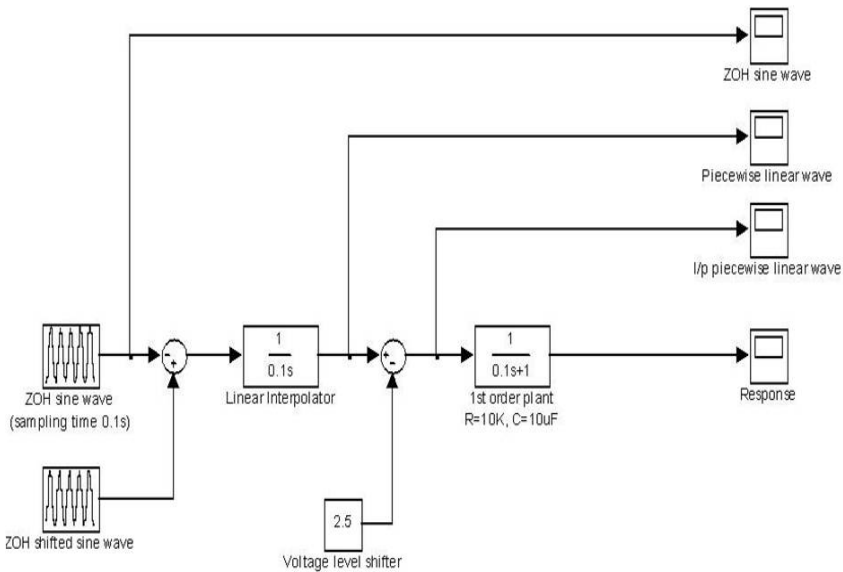 ZOH sine wave
Piecewise linear wave
I/p piecewise linear wave
ZOH sine wave
(sampling time 0.1s)
- +
1
0.1s
Linear Interpolator
+ -
1
0.1s+1
1st order plant
R=10K, C=10uF
Response
ZOH shifted sine wave
2.5
Voltage level shifter